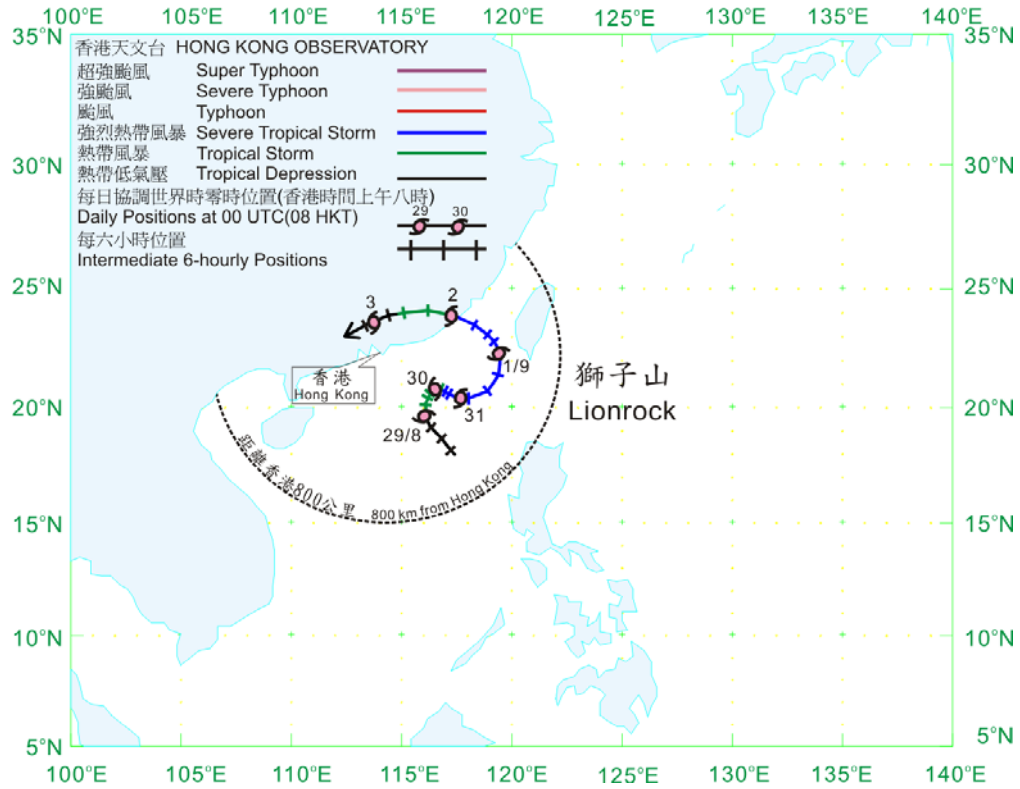 100°E 105°E 110°E 115°E 120°E 125°E 130°E 135°E 140°E
35°N 35°N
香港天文台 HONG KONG OBSERVATORY
超強颱風 Super Typhoon
強颱風 Severe Typhoon
颱風 Typhoon
強烈熱帶風暴 Severe Tropical Storm
熱帶風暴 Tropical Storm
熱帶低氣壓 Tropical Depression
30°N 30°N
每日協調世界時零時位置(香港時間上午八時)
Daily Positions at 00 UTC(08 HKT)
29 30
每六小時位置
Intermediate 6-hourly Positions
25°N 25°N
3 2
1/9
香港
Hong Kong
30
31
29/8
獅子山
Lionrock
20°N 20°N
距離香港800公里
800 km from Hong Kong
15°N 15°N
10°N 10°N
5°N 5°N
100°E 105°E 110°E 115°E 120°E 125°E 130°E 135°E 140°E